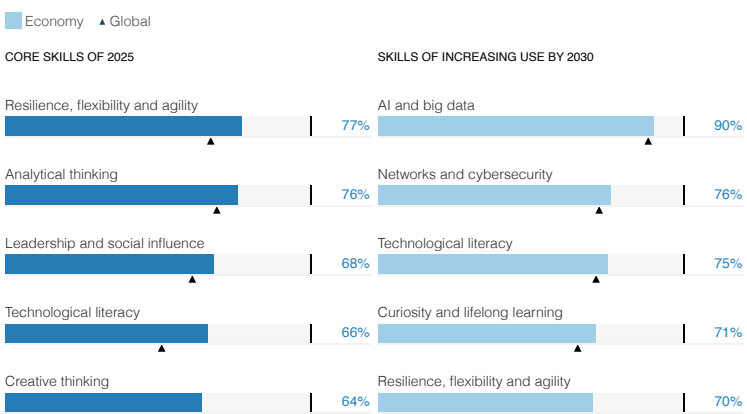 Economy ▲ Global
CORE SKILLS OF 2025
Resilience, flexibility and agility
77%
Analytical thinking
76%
Leadership and social influence
68%
Technological literacy
66%
Creative thinking
64%
SKILLS OF INCREASING USE BY 2030
AI and big data
90%
Networks and cybersecurity
76%
Technological literacy
75%
Curiosity and lifelong learning
71%
Resilience, flexibility and agility
70%